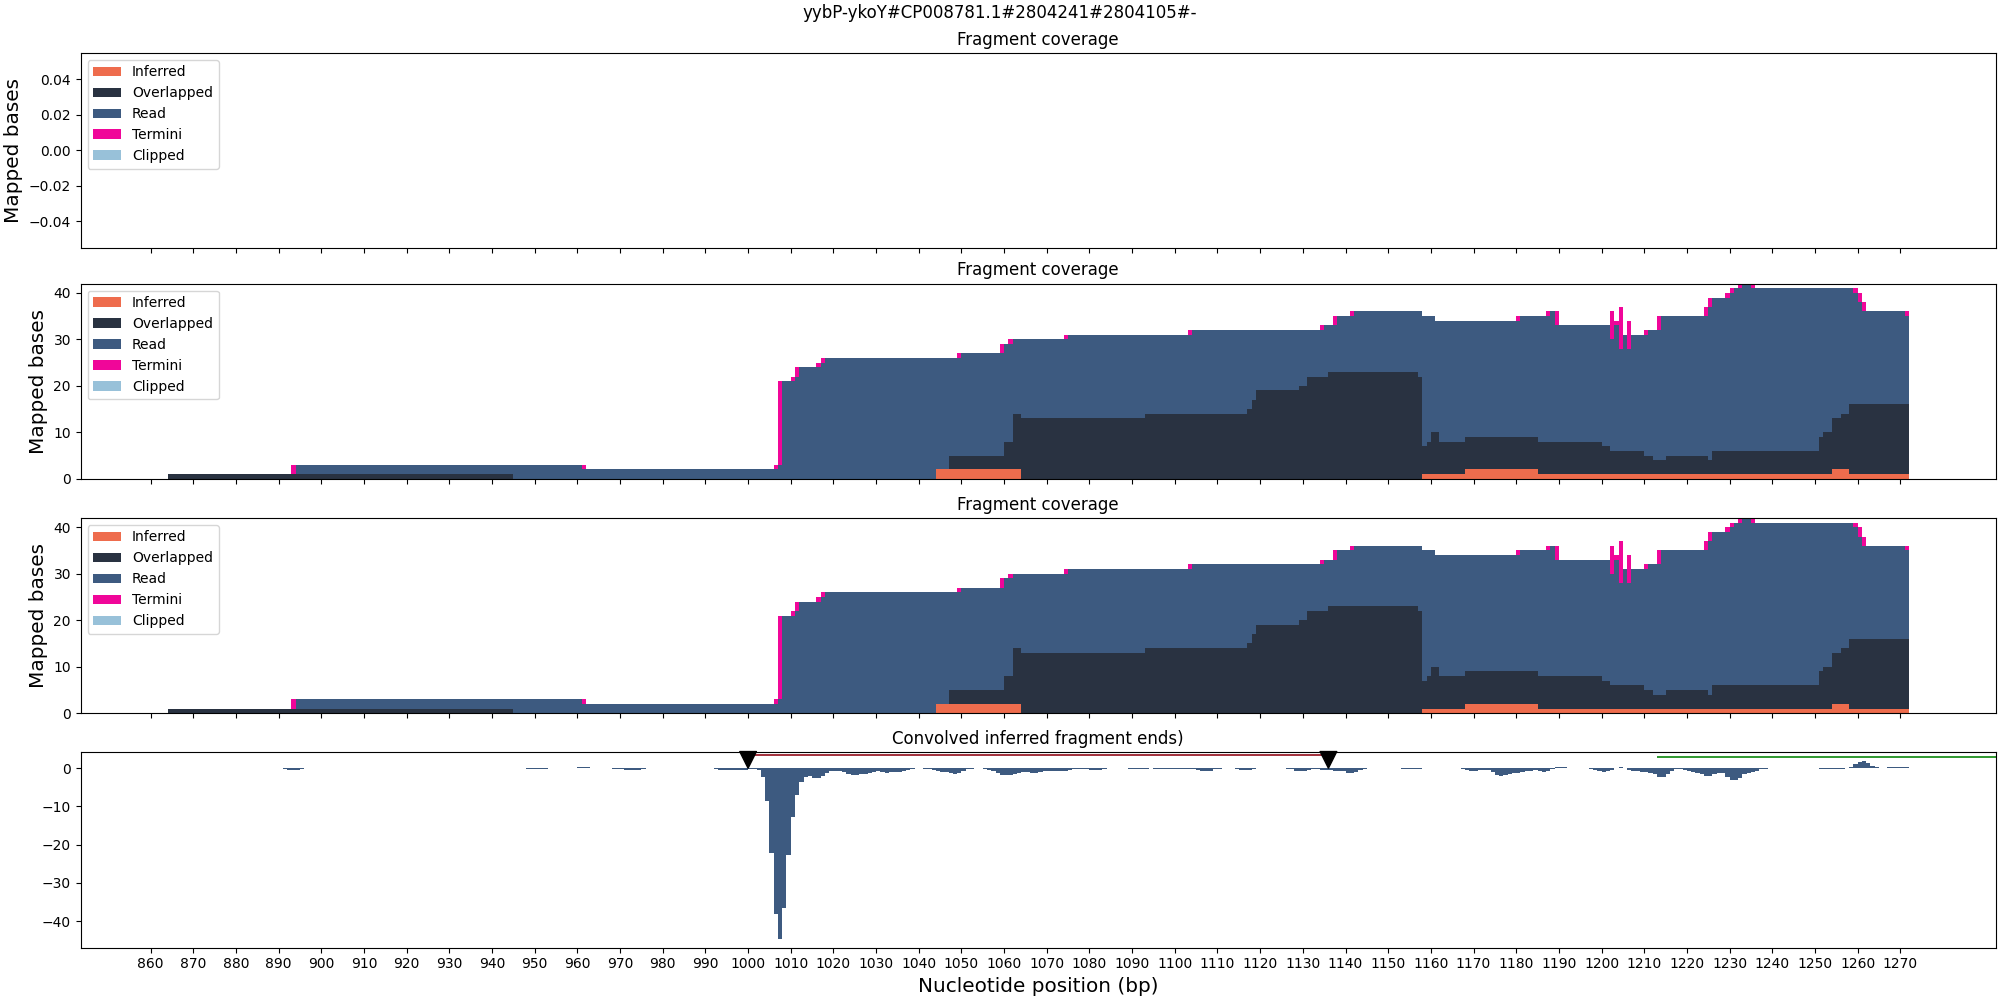 yybP-ykoY#CP008781.1#2804241#2804105#-
Fragment coverage
Mapped bases
0.04
0.02
0.00
−0.02
−0.04
Inferred
Overlapped
Read
Termini
Clipped
Fragment coverage
Mapped bases
40
30
20
10
0
Inferred
Overlapped
Read
Termini
Clipped
Fragment coverage
Mapped bases
40
30
20
10
0
Inferred
Overlapped
Read
Termini
Clipped
Convolved inferred fragment ends)
0
−10
−20
−30
−40
860 870 880 890 900 910 920 930 940 950 960 970 980 990 1000 1010 1020 1030 1040 1050 1060 1070 1080 1090 1100 1110 1120 1130 1140 1150 1160 1170 1180 1190 1200 1210 1220 1230 1240 1250 1260 1270
Nucleotide position (bp)